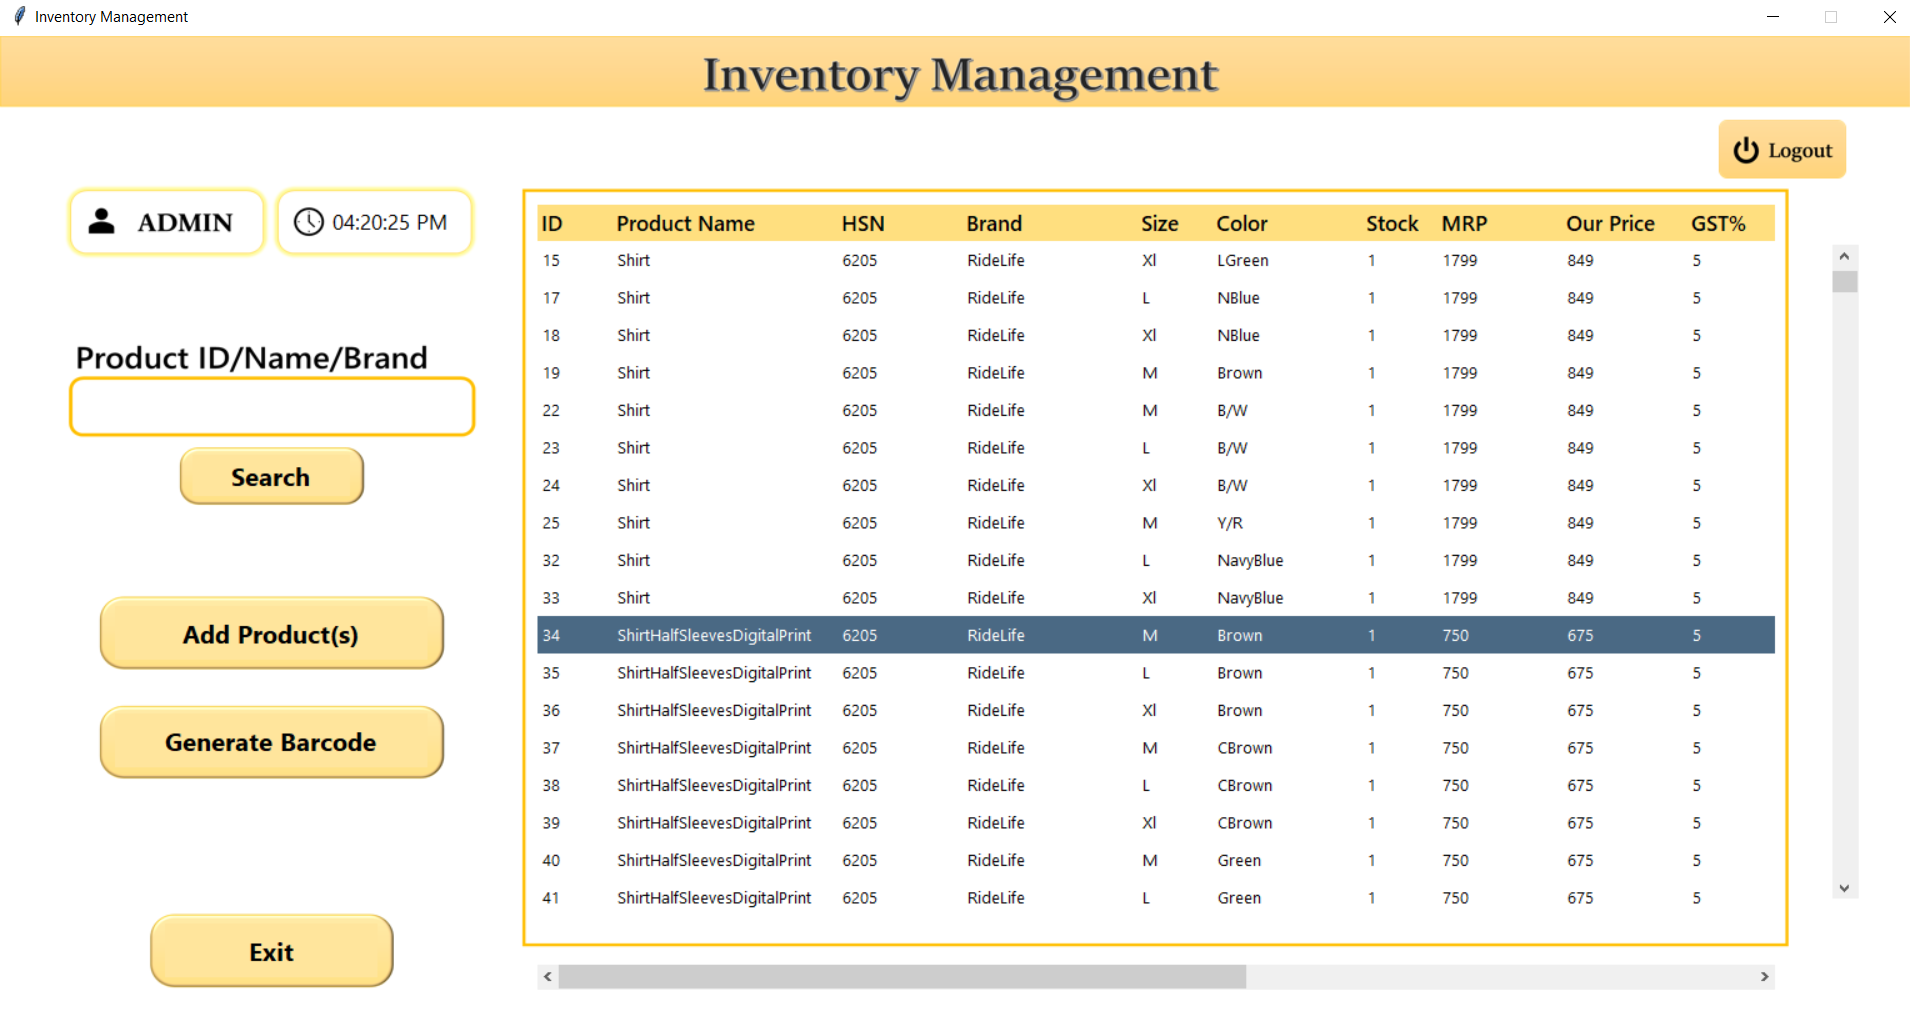 Inventory Management
Inventory Management
Logout
ADMIN
04:20:25 PM
Product ID/Name/Brand
Search
Add Product(s)
Generate Barcode
Exit
ID Product Name HSN Brand Size Color Stock MRP Our Price GST%
15 Shirt 6205 RideLife Xl LGreen 1 1799 849 5
17 Shirt 6205 RideLife L NBlue 1 1799 849 5
18 Shirt 6205 RideLife Xl NBlue 1 1799 849 5
19 Shirt 6205 RideLife M Brown 1 1799 849 5
22 Shirt 6205 RideLife M B/W 1 1799 849 5
23 Shirt 6205 RideLife L B/W 1 1799 849 5
24 Shirt 6205 RideLife Xl B/W 1 1799 849 5
25 Shirt 6205 RideLife M Y/R 1 1799 849 5
32 Shirt 6205 RideLife L NavyBlue 1 1799 849 5
33 Shirt 6205 RideLife Xl NavyBlue 1 1799 849 5
34 ShirtHalfSleevesDigitalPrint 6205 RideLife M Brown 1 750 675 5
35 ShirtHalfSleevesDigitalPrint 6205 RideLife L Brown 1 750 675 5
36 ShirtHalfSleevesDigitalPrint 6205 RideLife Xl Brown 1 750 675 5
37 ShirtHalfSleevesDigitalPrint 6205 RideLife M CBrown 1 750 675 5
38 ShirtHalfSleevesDigitalPrint 6205 RideLife L CBrown 1 750 675 5
39 ShirtHalfSleevesDigitalPrint 6205 RideLife Xl CBrown 1 750 675 5
40 ShirtHalfSleevesDigitalPrint 6205 RideLife M Green 1 750 675 5
41 ShirtHalfSleevesDigitalPrint 6205 RideLife L Green 1 750 675 5